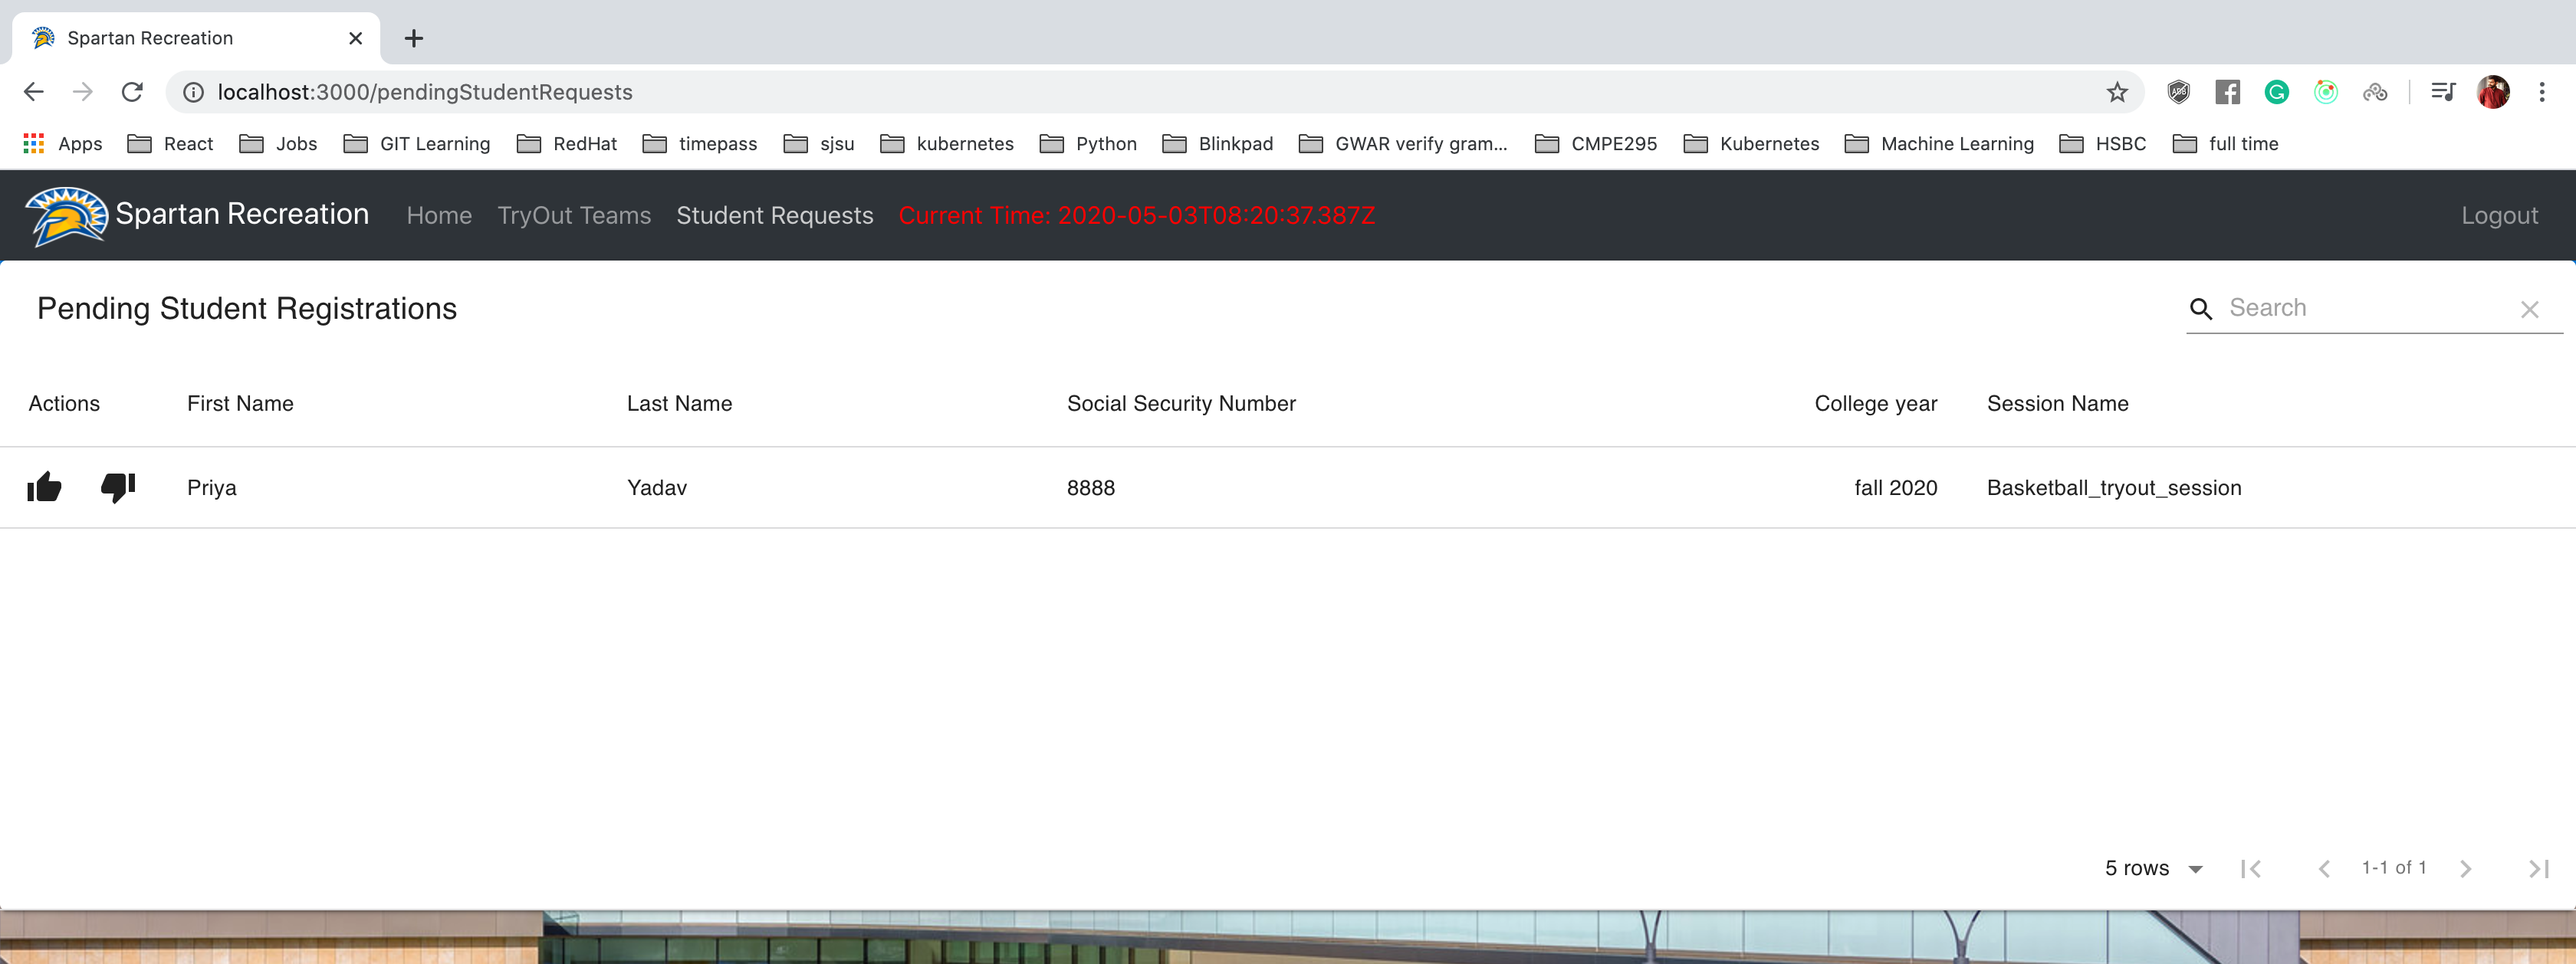 Spartan Recreation
localhost:3000/pendingStudentRequests
Apps React Jobs GIT Learning RedHat timepass sjsu kubernetes Python Blinkpad GWAR verify gram... CMPE295 Kubernetes Machine Learning HSBC full time
Spartan Recreation Home TryOut Teams Student Requests Current Time: 2020-05-03T08:20:37.387Z Logout
Pending Student Registrations Search
Actions First Name Last Name Social Security Number College year Session Name
Priya Yadav 8888 fall 2020 Basketball_tryout_session
5 rows 1-1 of 1